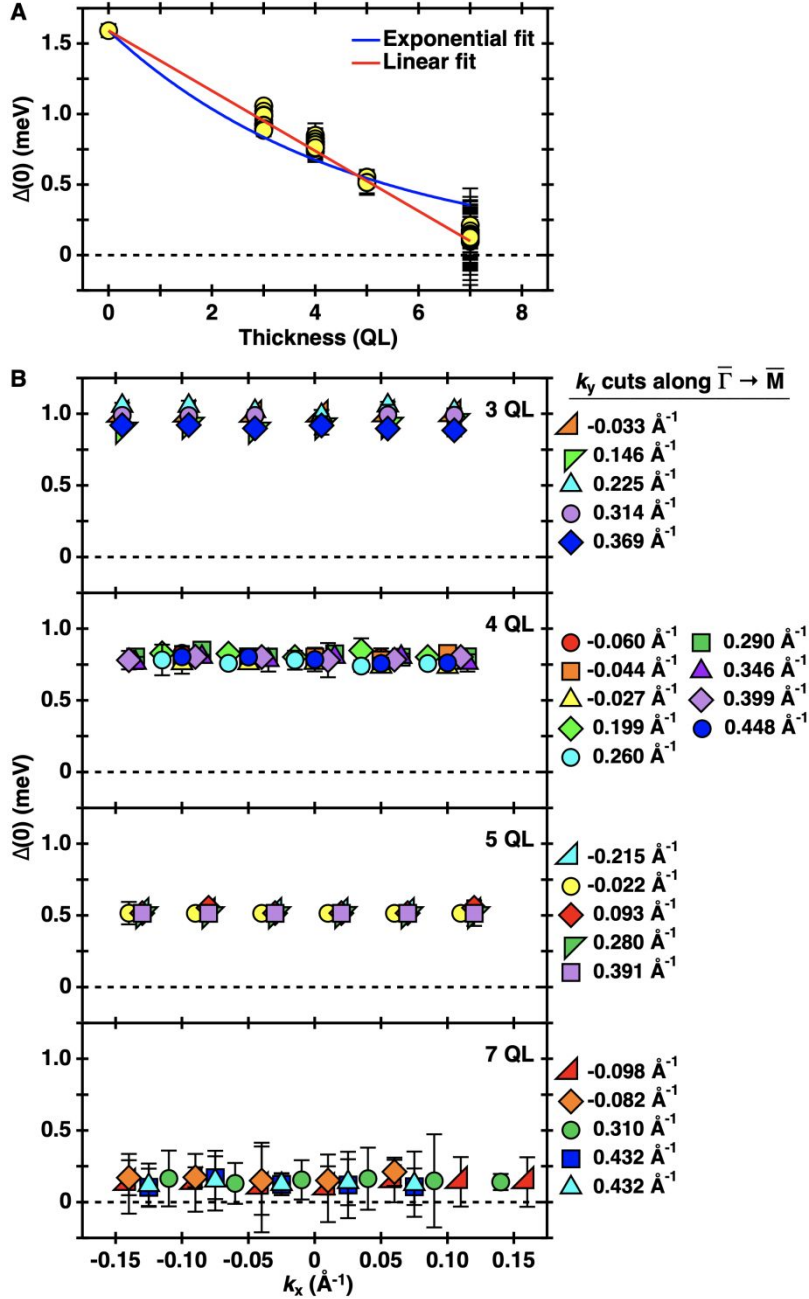 A
Δ(0) (meV)
1.5
1.0
0.5
0
Exponential fit
Linear fit
0 2 4 6 8
Thickness (QL)
B
Δ(0) (meV)
k_y cuts along Γ̅ → M̅
1.0
0.5
0
3 QL
-0.033 Å⁻¹
0.146 Å⁻¹
0.225 Å⁻¹
0.314 Å⁻¹
0.369 Å⁻¹
1.0
0.5
0
4 QL
-0.060 Å⁻¹ 0.290 Å⁻¹
-0.044 Å⁻¹ 0.346 Å⁻¹
-0.027 Å⁻¹ 0.399 Å⁻¹
0.199 Å⁻¹ 0.448 Å⁻¹
0.260 Å⁻¹
1.0
0.5
0
5 QL
-0.215 Å⁻¹
-0.022 Å⁻¹
0.093 Å⁻¹
0.280 Å⁻¹
0.391 Å⁻¹
1.0
0.5
0
7 QL
-0.098 Å⁻¹
-0.082 Å⁻¹
0.310 Å⁻¹
0.432 Å⁻¹
0.432 Å⁻¹
-0.15 -0.10 -0.05 0 0.05 0.10 0.15
k_x (Å⁻¹)